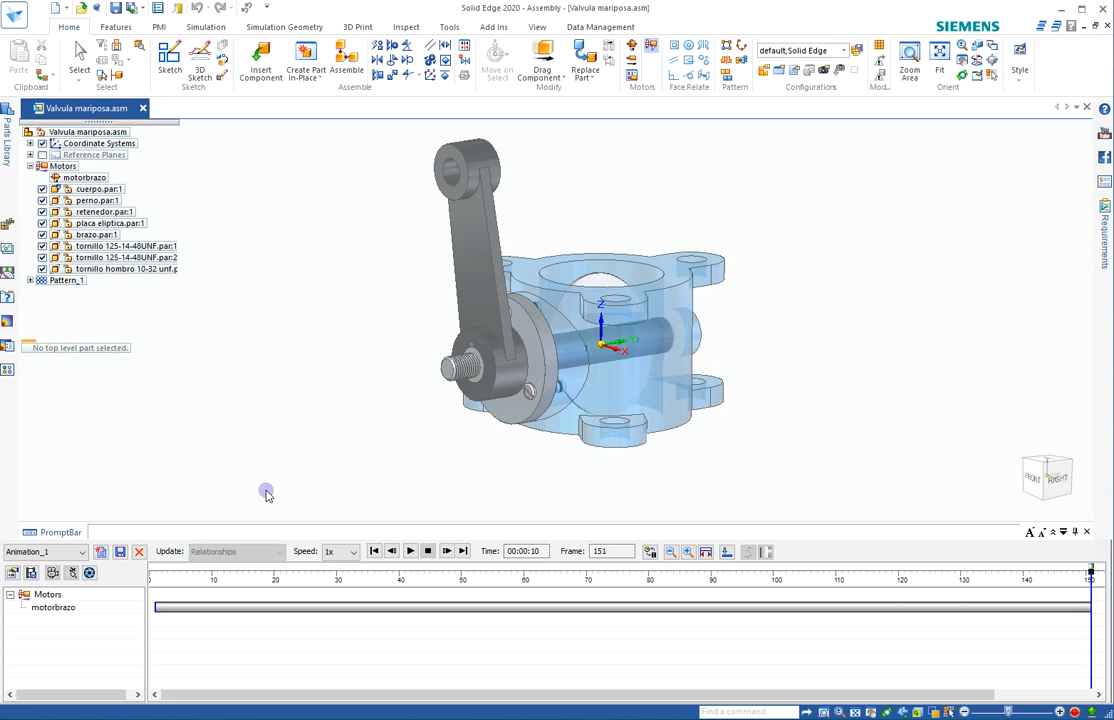 Solid Edge 2020 - Assembly - [Valvula mariposa.asm]
Home Features PMI Simulation Simulation Geometry 3D Print Inspect Tools View Add Ins Data Management
SIEMENS
Paste
Select
Sketch
3D Sketch
Insert Component
Create Part In-Place
Assemble
Move on Select
Drag Component
Replace Part
default,Solid Edge
Zoom Area
Fit
Style
Clipboard Select Sketch Assemble Modify Motors Face Relate Pattern Configurations Mod... Orient
Valvula mariposa.asm
Parts Library
Valvula mariposa.asm
Coordinate Systems
Reference Planes
Motors
motorbrazo
cuerpo.par:1
perno.par:1
retenedor.par:1
placa eliptica.par:1
brazo.par:1
tornillo 125-14-48UNF.par:1
tornillo 125-14-48UNF.par:2
tornillo hombro 10-32 unf.p
Pattern_1
No top level part selected.
Requirements
Z
Y
X
FRONT RIGHT
PromptBar
Animation_1 Update: Relationships Speed: 1x Time: 00:00:10 Frame: 151
0 10 20 30 40 50 60 70 80 90 100 110 120 130 140
Motors
motorbrazo
Find a command